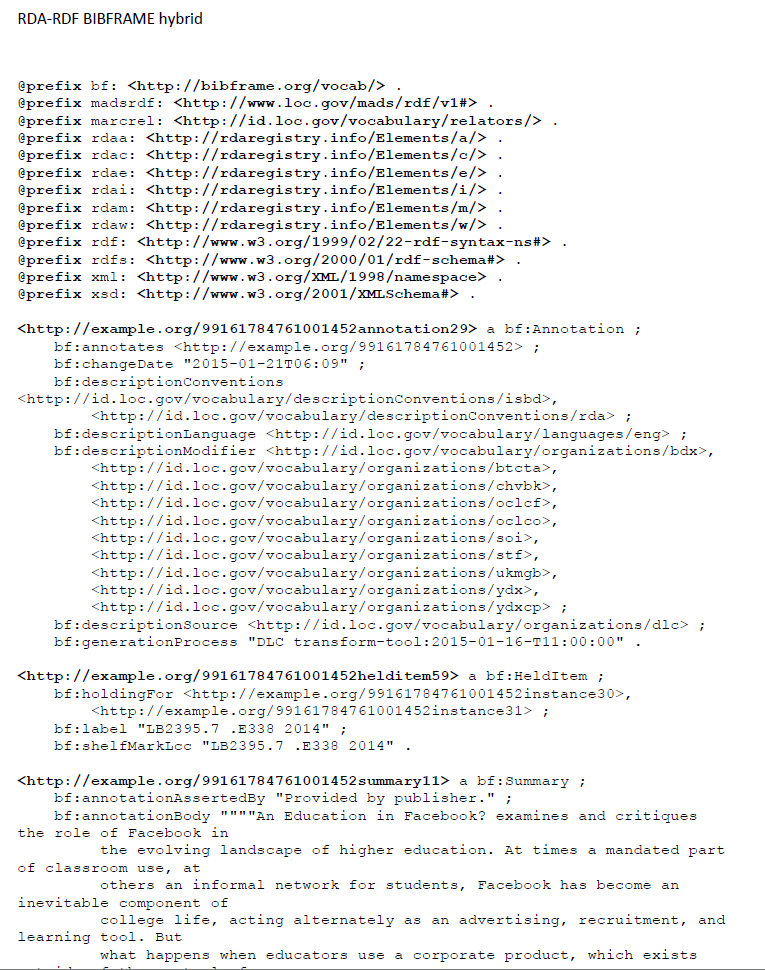 RDA-RDF BIBFRAME hybrid
@prefix bf: <http://bibframe.org/vocab/> .
@prefix madsrdf: <http://www.loc.gov/mads/rdf/v1#> .
@prefix marcrel: <http://id.loc.gov/vocabulary/relators/> .
@prefix rdaa: <http://rdaregistry.info/Elements/a/> .
@prefix rdac: <http://rdaregistry.info/Elements/c/> .
@prefix rdae: <http://rdaregistry.info/Elements/e/> .
@prefix rdai: <http://rdaregistry.info/Elements/i/> .
@prefix rdam: <http://rdaregistry.info/Elements/m/> .
@prefix rdaw: <http://rdaregistry.info/Elements/w/> .
@prefix rdf: <http://www.w3.org/1999/02/22-rdf-syntax-ns#> .
@prefix rdfs: <http://www.w3.org/2000/01/rdf-schema#> .
@prefix xml: <http://www.w3.org/XML/1998/namespace> .
@prefix xsd: <http://www.w3.org/2001/XMLSchema#> .
<http://example.org/99161784761001452annotation29> a bf:Annotation ;
bf:annotates <http://example.org/99161784761001452> ;
bf:changeDate "2015-01-21T06:09" ;
bf:descriptionConventions
<http://id.loc.gov/vocabulary/descriptionConventions/isbd>,
<http://id.loc.gov/vocabulary/descriptionConventions/rda> ;
bf:descriptionLanguage <http://id.loc.gov/vocabulary/languages/eng> ;
bf:descriptionModifier <http://id.loc.gov/vocabulary/organizations/bdx>,
<http://id.loc.gov/vocabulary/organizations/btcta>,
<http://id.loc.gov/vocabulary/organizations/chvbk>,
<http://id.loc.gov/vocabulary/organizations/oclcf>,
<http://id.loc.gov/vocabulary/organizations/oclco>,
<http://id.loc.gov/vocabulary/organizations/soi>,
<http://id.loc.gov/vocabulary/organizations/stf>,
<http://id.loc.gov/vocabulary/organizations/ukmgb>,
<http://id.loc.gov/vocabulary/organizations/ydx>,
<http://id.loc.gov/vocabulary/organizations/ydxcp> ;
bf:descriptionSource <http://id.loc.gov/vocabulary/organizations/dlc> ;
bf:generationProcess "DLC transform-tool:2015-01-16-T11:00:00" .
<http://example.org/99161784761001452helditem59> a bf:HeldItem ;
bf:holdingFor <http://example.org/99161784761001452instance30>,
<http://example.org/99161784761001452instance31> ;
bf:label "LB2395.7 .E338 2014" ;
bf:shelfMarkLcc "LB2395.7 .E338 2014" .
<http://example.org/99161784761001452summary11> a bf:Summary ;
bf:annotationAssertedBy "Provided by publisher." ;
bf:annotationBody """"An Education in Facebook? examines and critiques
the role of Facebook in
the evolving landscape of higher education. At times a mandated part
of classroom use, at
others an informal network for students, Facebook has become an
inevitable component of
college life, acting alternately as an advertising, recruitment, and
learning tool. But
what happens when educators use a corporate product, which exists